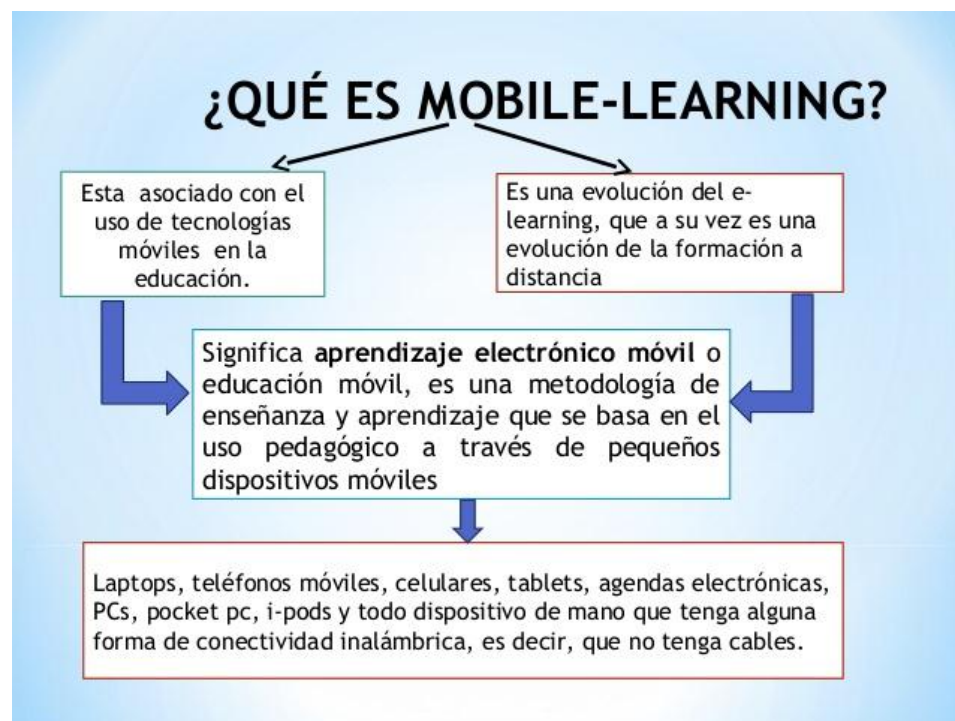 ¿QUÉ ES MOBILE-LEARNING?
Esta asociado con el
uso de tecnologías
móviles en la
educación.
Es una evolución del e-
learning, que a su vez es una
evolución de la formación a
distancia
Significa aprendizaje electrónico móvil o
educación móvil, es una metodología de
enseñanza y aprendizaje que se basa en el
uso pedagógico a través de pequeños
dispositivos móviles
Laptops, teléfonos móviles, celulares, tablets, agendas electrónicas,
PCs, pocket pc, i-pods y todo dispositivo de mano que tenga alguna
forma de conectividad inalámbrica, es decir, que no tenga cables.